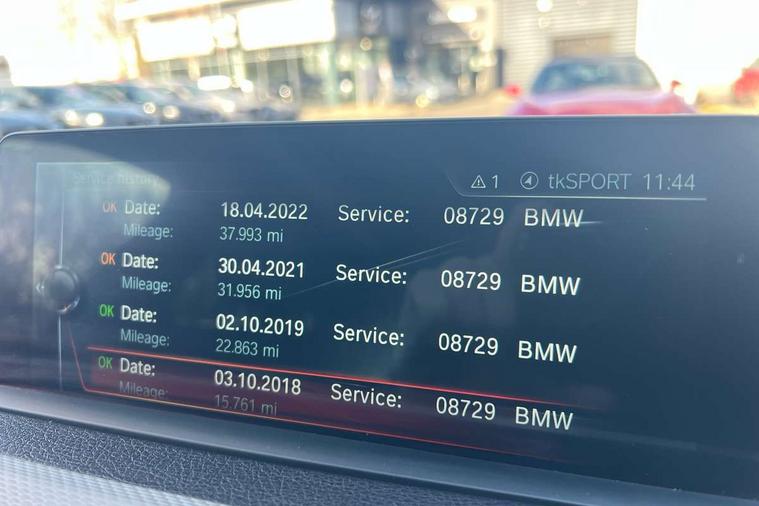 Service history
1 tkSPORT 11:44
OK Date: 18.04.2022 Service: 08729 BMW
Mileage: 37.993 mi
OK Date: 30.04.2021 Service: 08729 BMW
Mileage: 31.956 mi
OK Date: 02.10.2019 Service: 08729 BMW
Mileage: 22.863 mi
OK Date: 03.10.2018 Service: 08729 BMW
Mileage: 15.761 mi